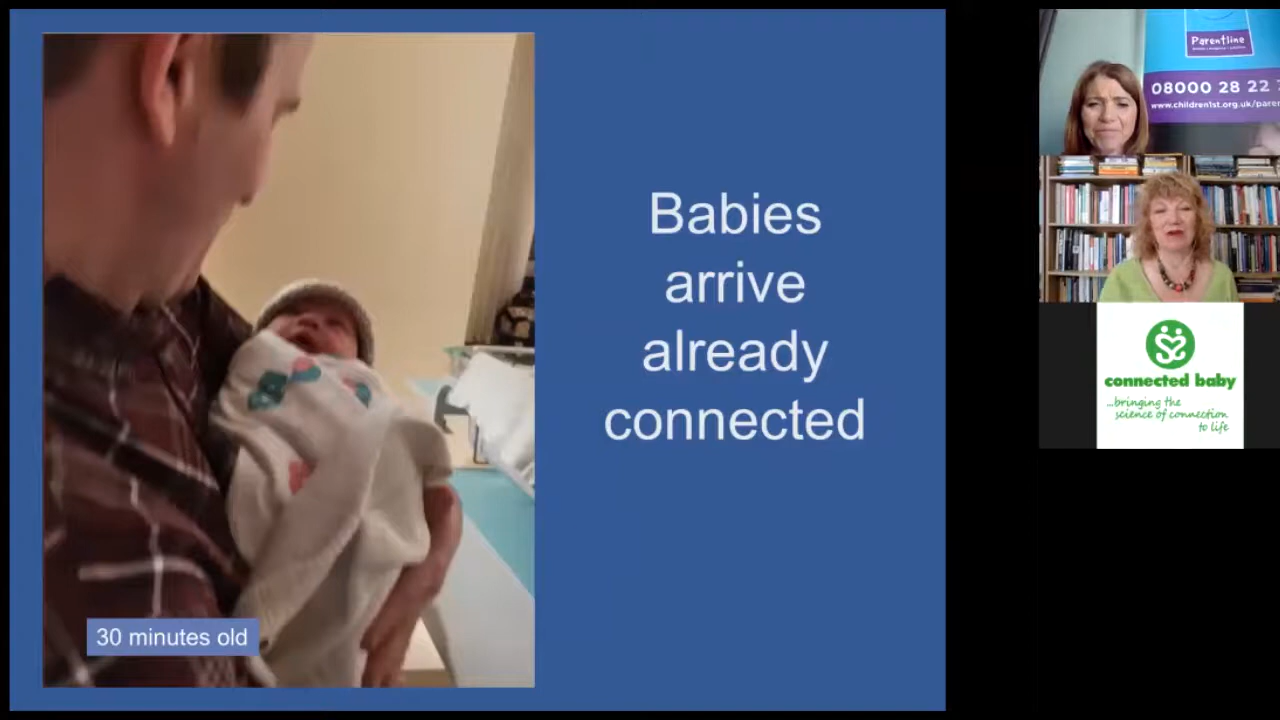 Babies
arrive
already
connected
30 minutes old
Parentline
08000 28 22
www.children1st.org.uk/paren
connected baby
...bringing the
science of connection
to life